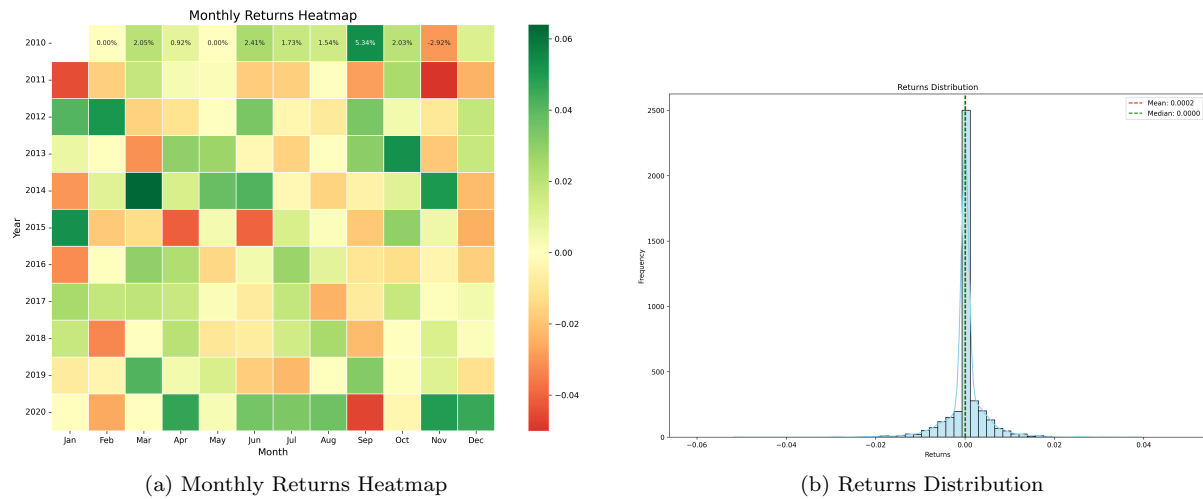 Monthly Returns Heatmap
2010 0.00% 2.05% 0.92% 0.00% 2.41% 1.73% 1.54% 5.34% 2.03% -2.92%
2011
2012
2013
2014
2015
2016
2017
2018
2019
2020
Year
Jan Feb Mar Apr May Jun Jul Aug Sep Oct Nov Dec
Month
0.06
0.04
0.02
0.00
−0.02
−0.04
(a) Monthly Returns Heatmap
Returns Distribution
Mean: 0.0002
Median: 0.0000
2500
2000
1500
1000
500
0
Frequency
−0.06 −0.04 −0.02 0.00 0.02 0.04
Returns
(b) Returns Distribution